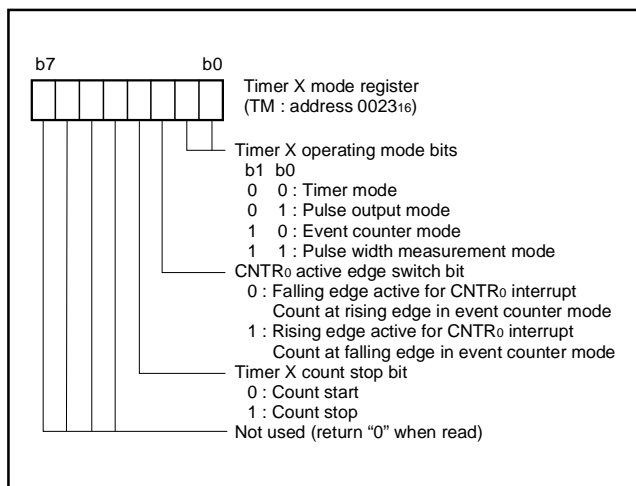 b7 b0
Timer X mode register
(TM : address 0023₁₆)
Timer X operating mode bits
b1 b0
0 0 : Timer mode
0 1 : Pulse output mode
1 0 : Event counter mode
1 1 : Pulse width measurement mode
CNTR₀ active edge switch bit
0 : Falling edge active for CNTR₀ interrupt
Count at rising edge in event counter mode
1 : Rising edge active for CNTR₀ interrupt
Count at falling edge in event counter mode
Timer X count stop bit
0 : Count start
1 : Count stop
Not used (return “0” when read)